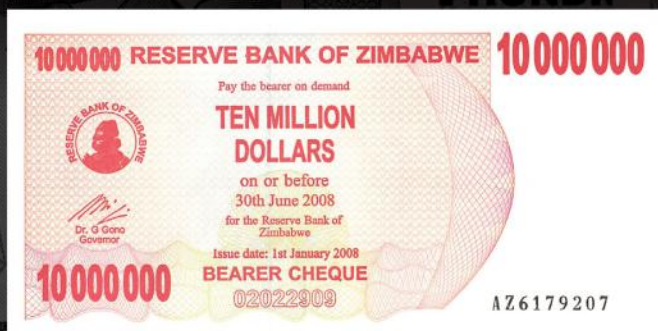 10 000 000 RESERVE BANK OF ZIMBABWE 10 000 000
Pay the bearer on demand
RESERVE BANK OF ZIMBABWE
TEN MILLION
DOLLARS
on or before
30th June 2008
for the Reserve Bank of
Zimbabwe
Dr. G Gono
Governor
Issue date: 1st January 2008
10 000 000 BEARER CHEQUE
02022909
AZ6179207